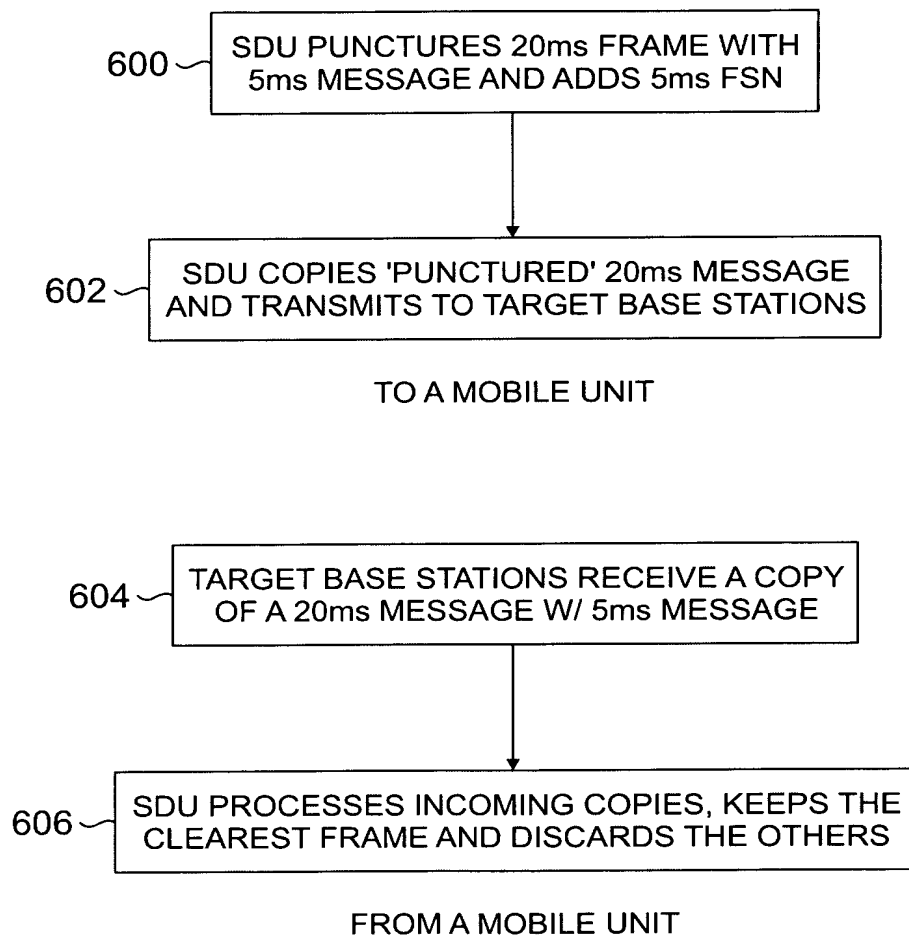 600
SDU PUNCTURES 20ms FRAME WITH
5ms MESSAGE AND ADDS 5ms FSN
602
SDU COPIES 'PUNCTURED' 20ms MESSAGE
AND TRANSMITS TO TARGET BASE STATIONS
TO A MOBILE UNIT
604
TARGET BASE STATIONS RECEIVE A COPY
OF A 20ms MESSAGE W/ 5ms MESSAGE
606
SDU PROCESSES INCOMING COPIES, KEEPS THE
CLEAREST FRAME AND DISCARDS THE OTHERS
FROM A MOBILE UNIT